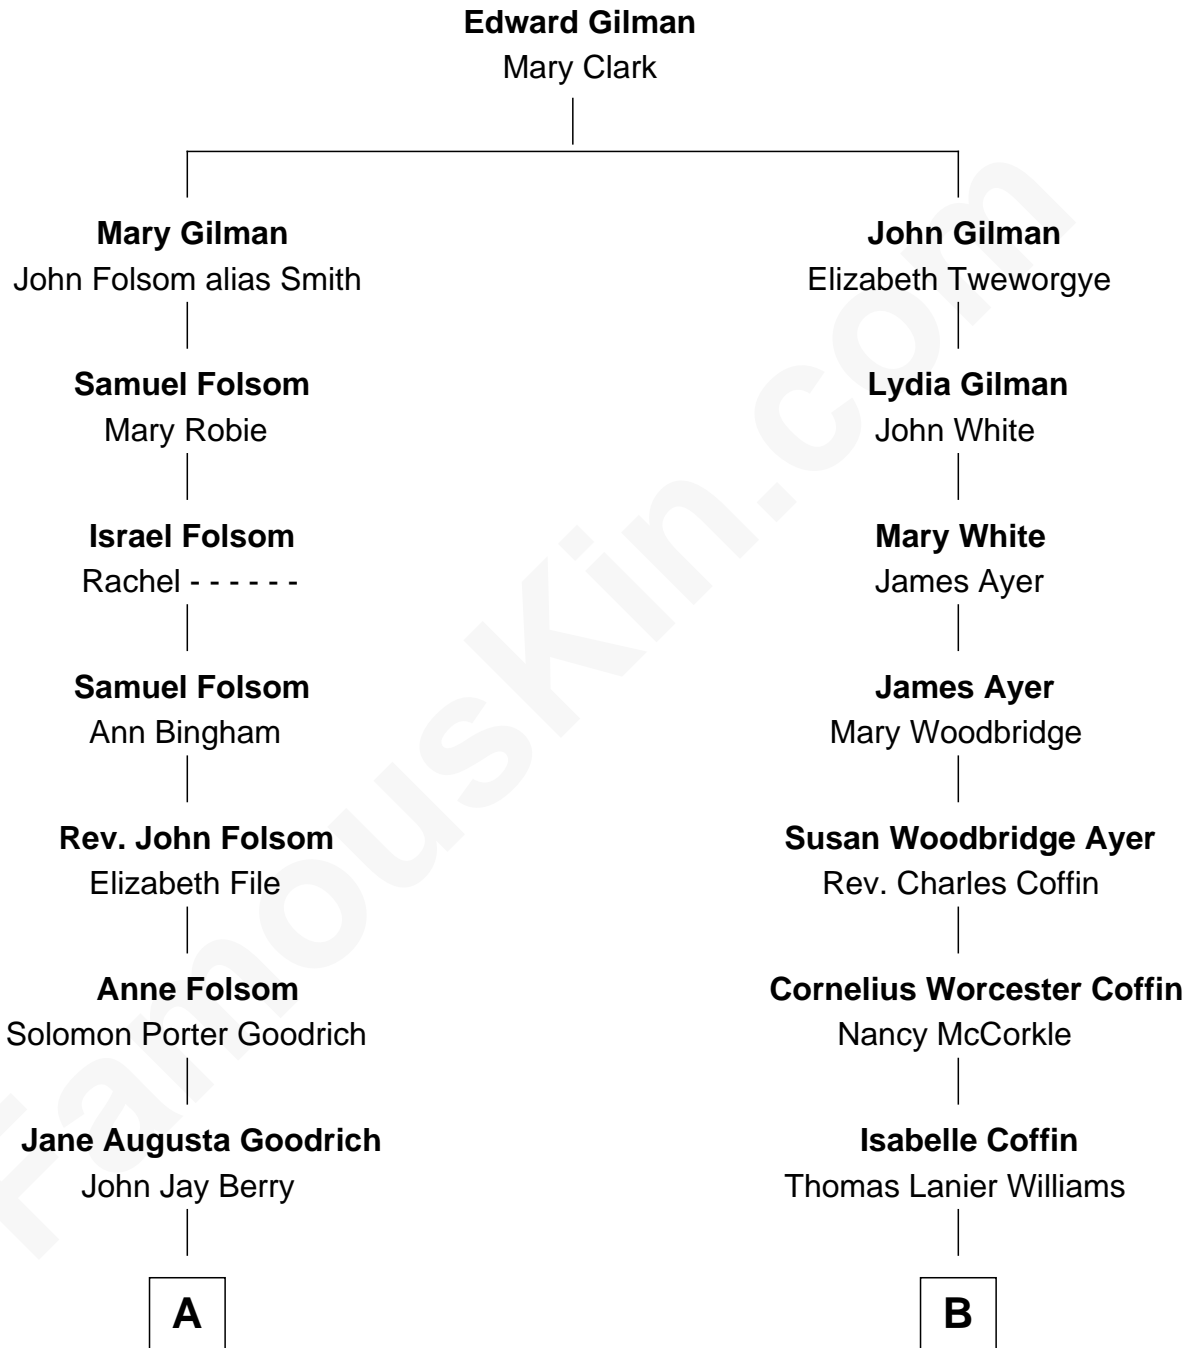 Edward Gilman
Mary Clark
Mary Gilman
John Folsom alias Smith
John Gilman
Elizabeth Tweworgye
Samuel Folsom
Mary Robie
Lydia Gilman
John White
Israel Folsom
Rachel - - - - - -
Mary White
James Ayer
Samuel Folsom
Ann Bingham
James Ayer
Mary Woodbridge
Rev. John Folsom
Elizabeth File
Susan Woodbridge Ayer
Rev. Charles Coffin
Anne Folsom
Solomon Porter Goodrich
Cornelius Worcester Coffin
Nancy McCorkle
Jane Augusta Goodrich
John Jay Berry
Isabelle Coffin
Thomas Lanier Williams
A
B
FamousKin.com